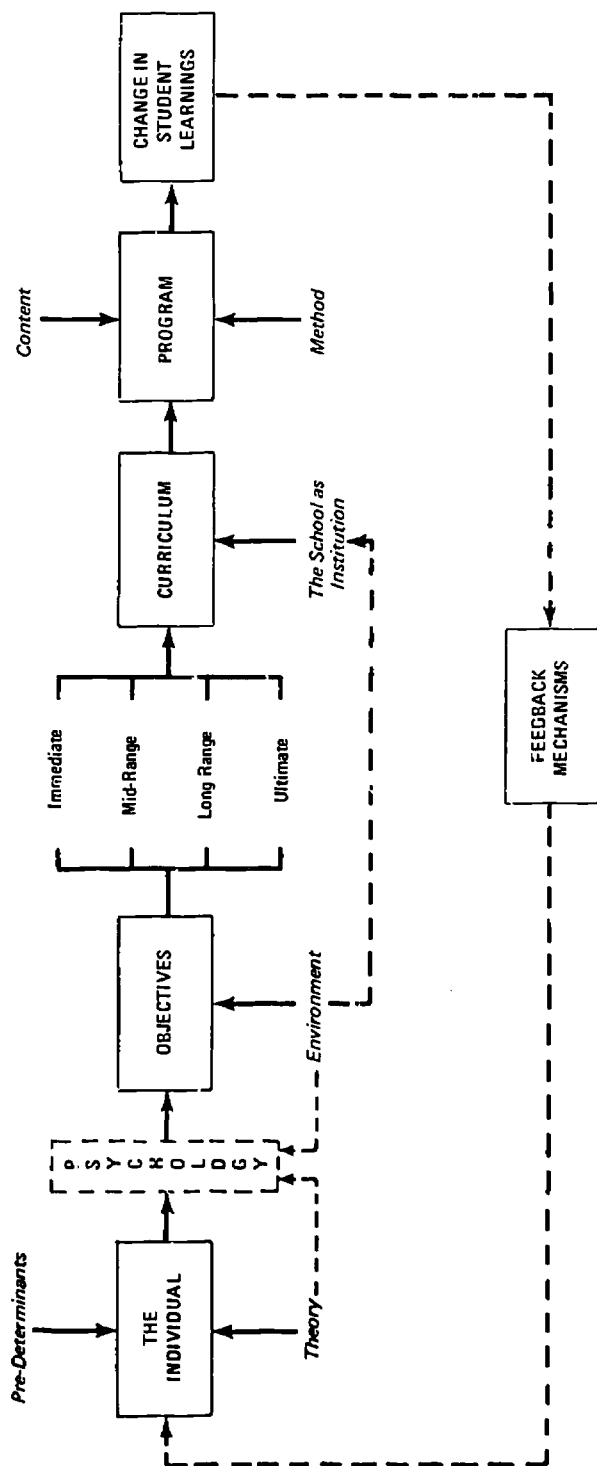 Pre-Determinants
THE
INDIVIDUAL
Theory
P
S
Y
C
H
O
L
O
G
Y
OBJECTIVES
Environment
Immediate
Mid-Range
Long Range
Ultimate
CURRICULUM
The School as
Institution
Content
PROGRAM
Method
CHANGE IN
STUDENT
LEARNINGS
FEEDBACK
MECHANISMS